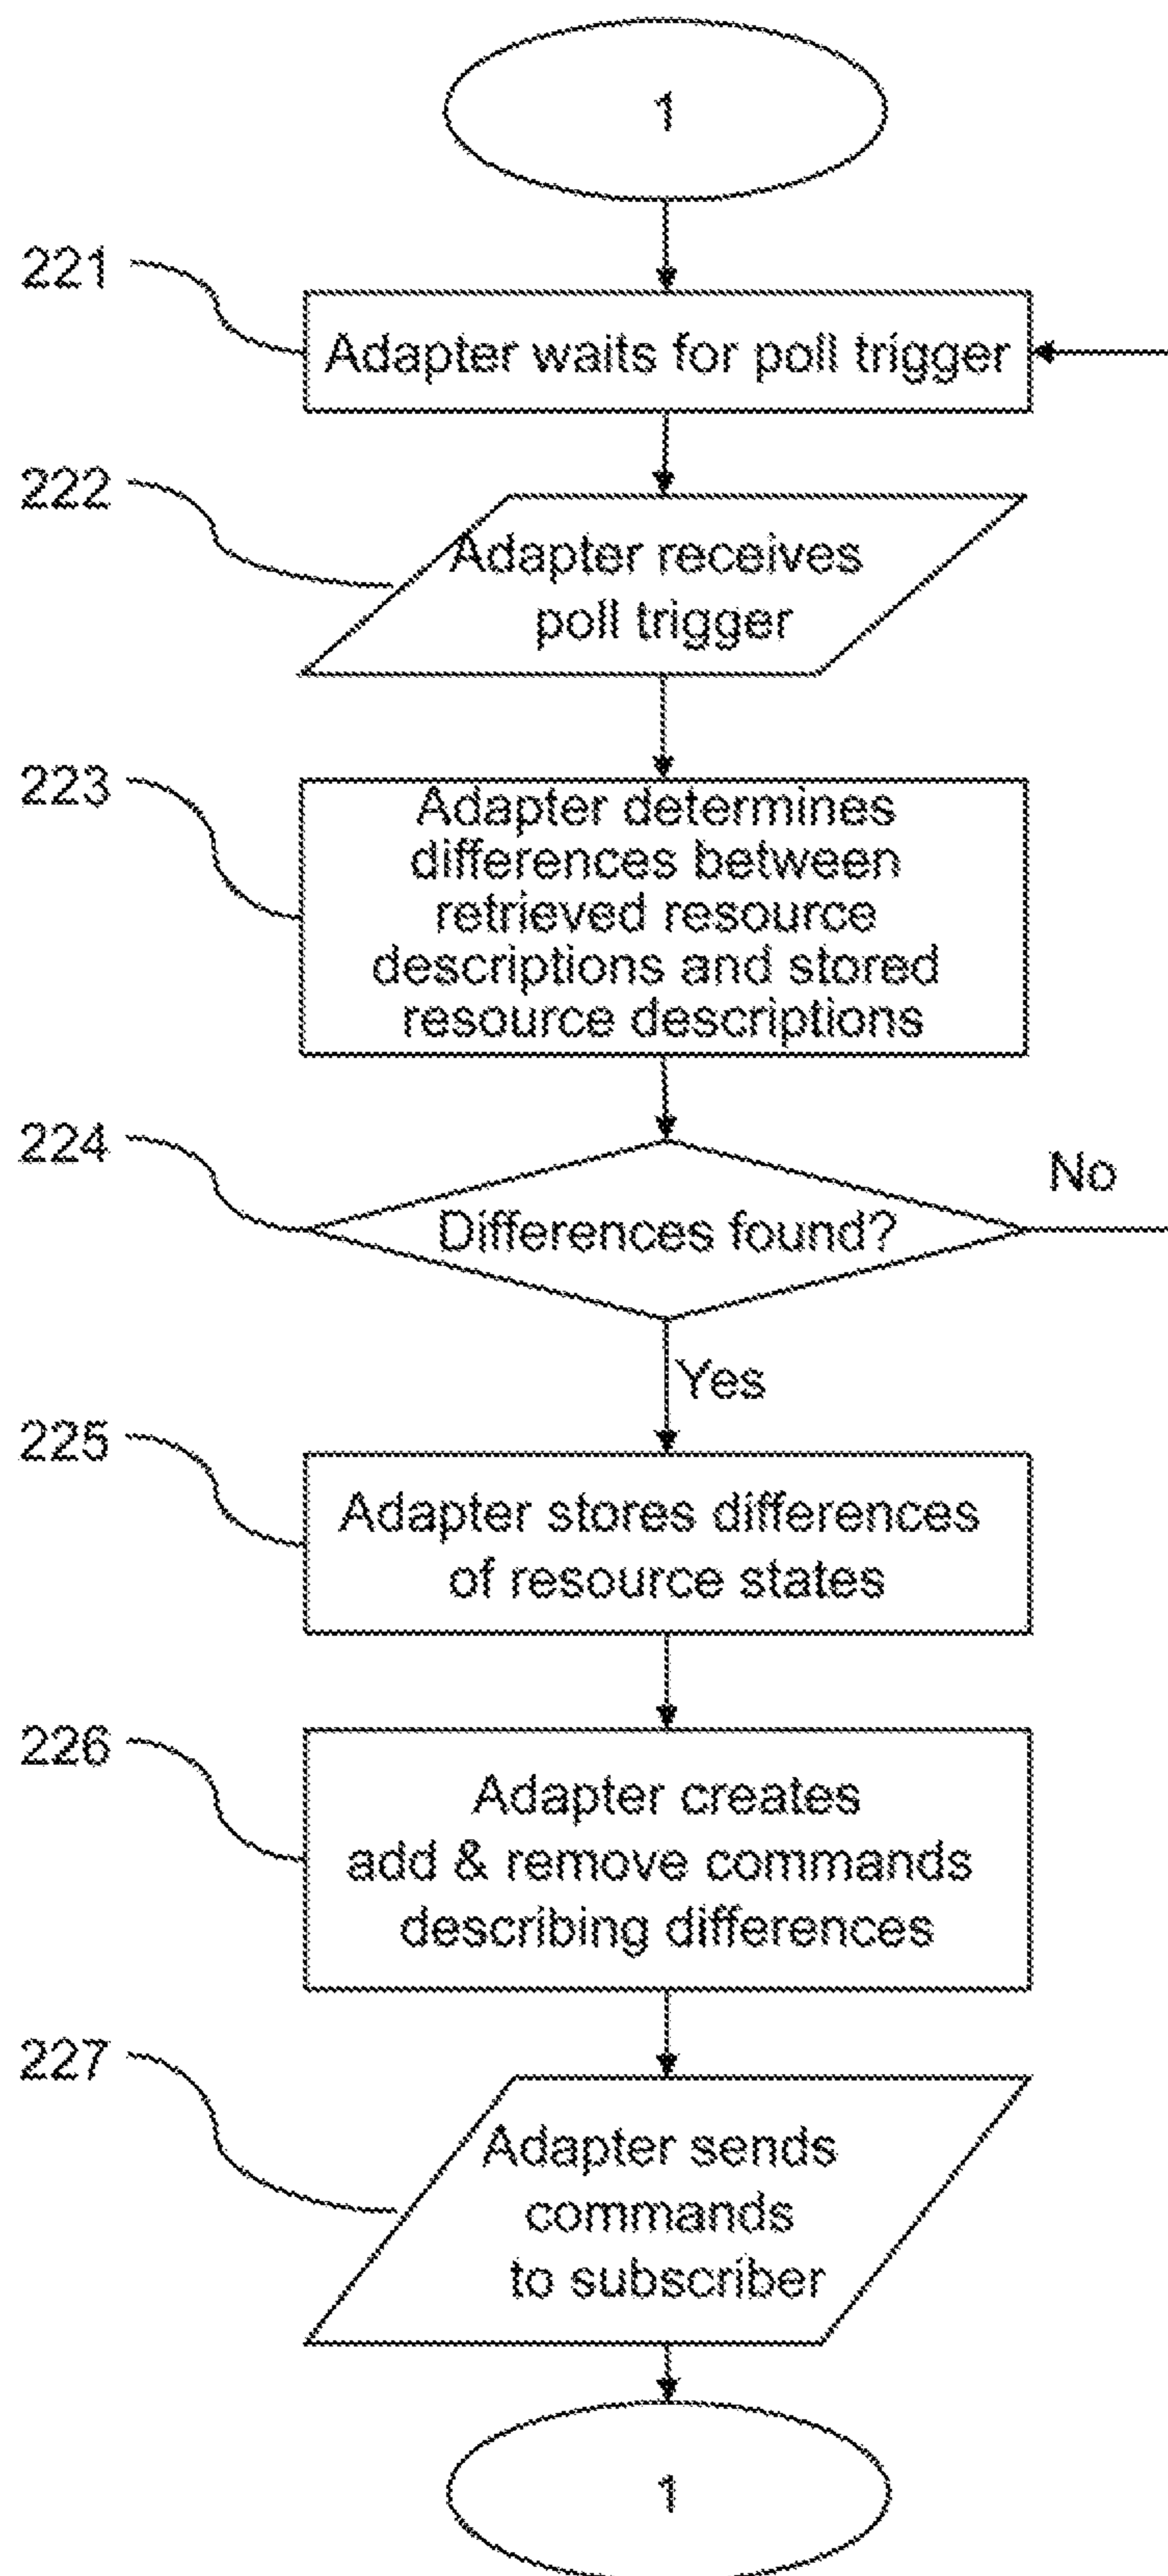 1
221
Adapter waits for poll trigger
222
Adapter receives
poll trigger
223
Adapter determines
differences between
retrieved resource
descriptions and stored
resource descriptions
224
Differences found?
No
Yes
225
Adapter stores differences
of resource states
226
Adapter creates
add & remove commands
describing differences
227
Adapter sends
commands
to subscriber
1